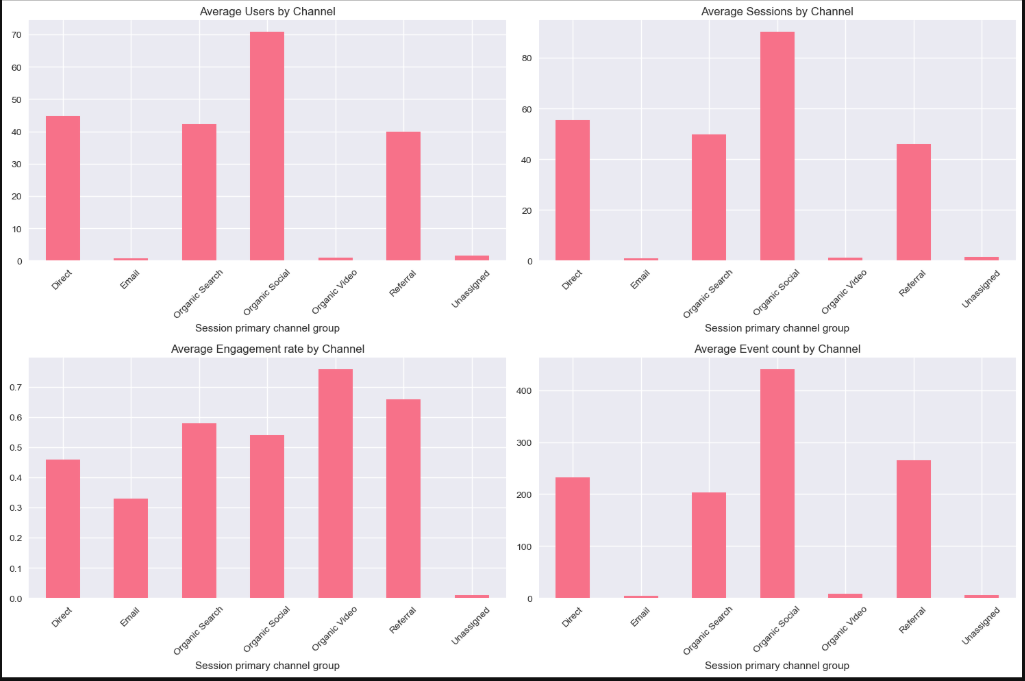 Average Users by Channel
70
60
50
40
30
20
10
0
Direct
Email
Organic Search
Organic Social
Organic Video
Referral
Unassigned
Session primary channel group
Average Sessions by Channel
80
60
40
20
0
Direct
Email
Organic Search
Organic Social
Organic Video
Referral
Unassigned
Session primary channel group
Average Engagement rate by Channel
0.7
0.6
0.5
0.4
0.3
0.2
0.1
0.0
Direct
Email
Organic Search
Organic Social
Organic Video
Referral
Unassigned
Session primary channel group
Average Event count by Channel
400
300
200
100
0
Direct
Email
Organic Search
Organic Social
Organic Video
Referral
Unassigned
Session primary channel group